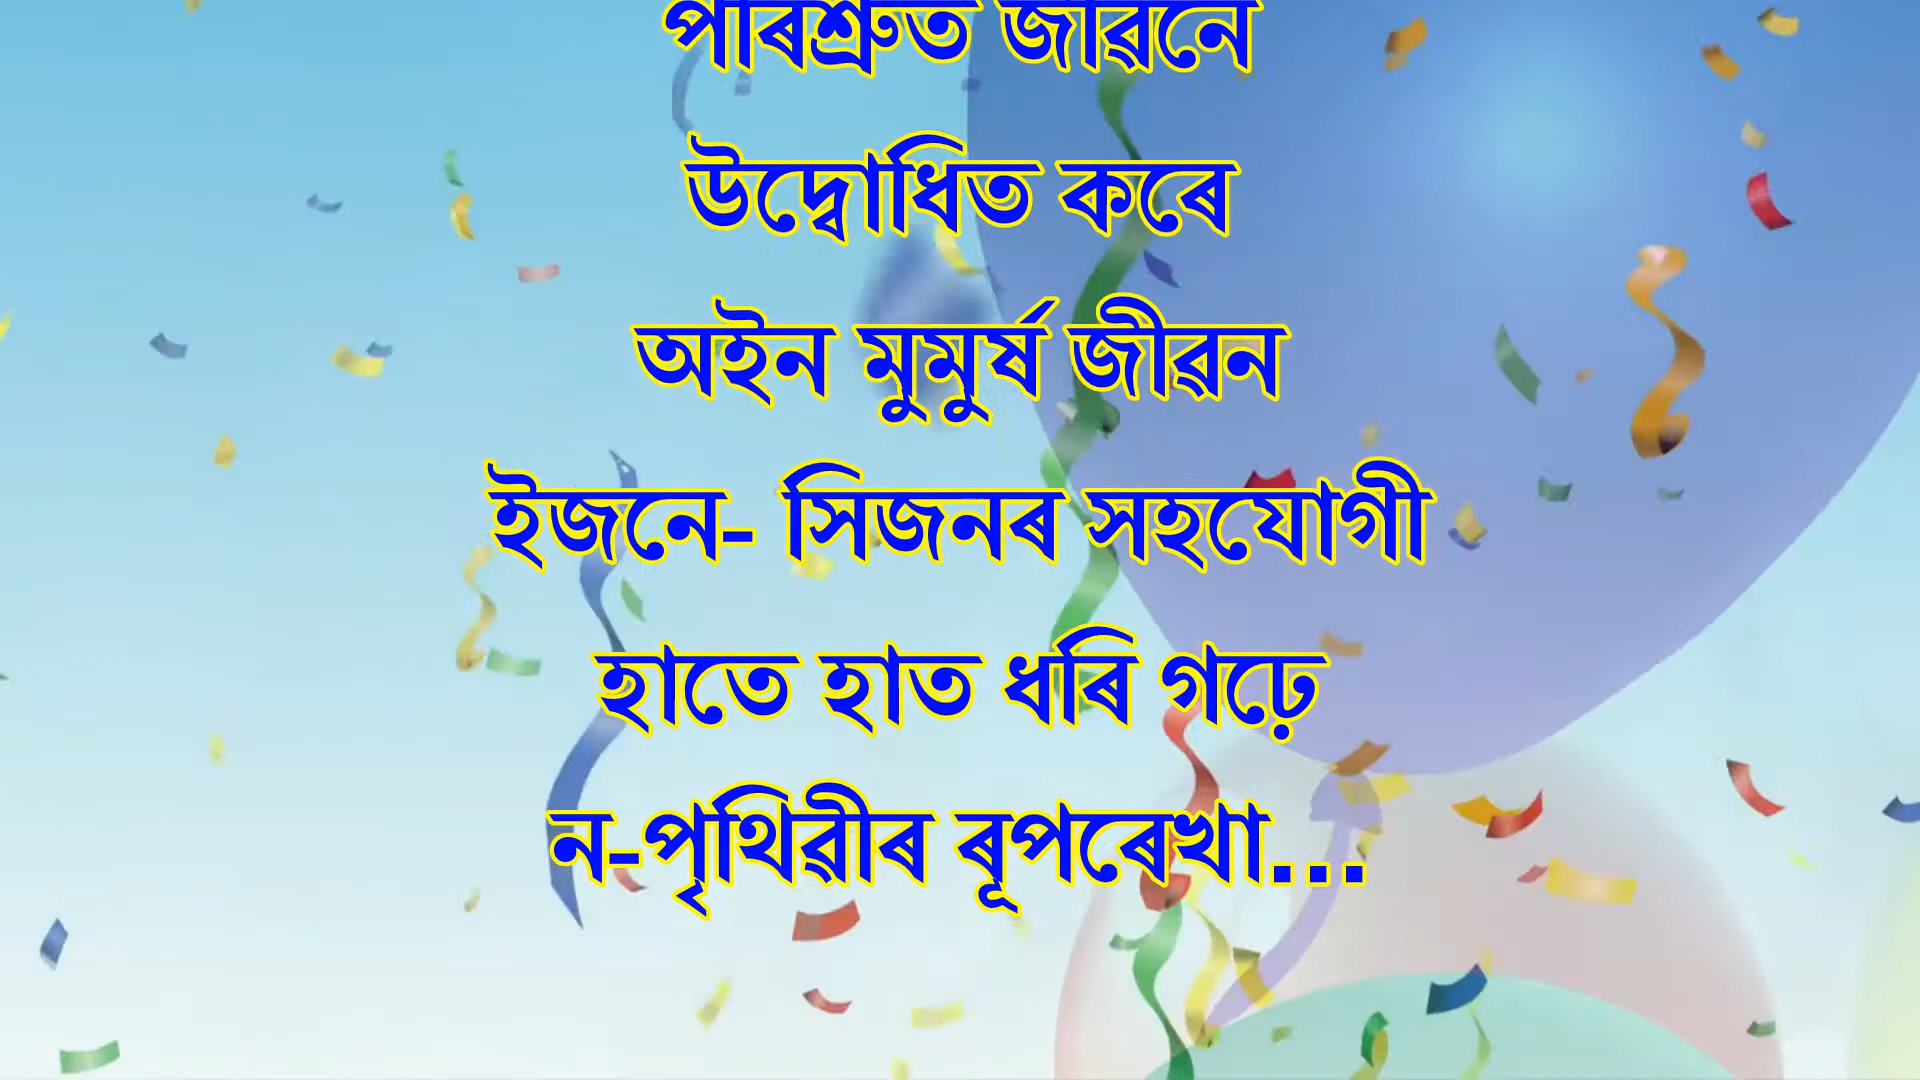 পৰিশ্ৰুত জীৱনে
উদ্বোধিত কৰে
অইন মুমুৰ্ষ জীৱন
ইজনে- সিজনৰ সহযোগী
হাতে হাত ধৰি গঢ়ে
ন-পৃথিৱীৰ ৰূপৰেখা...